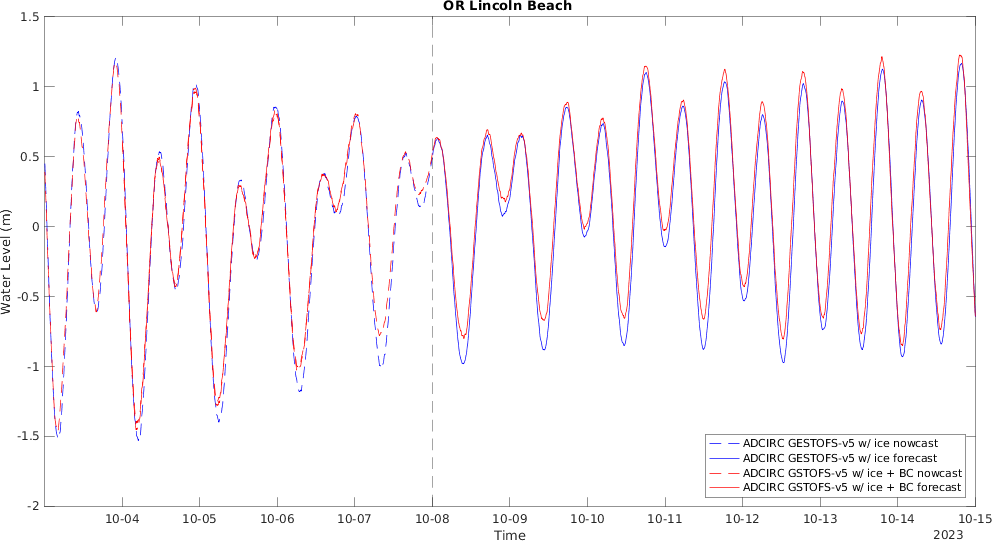 OR Lincoln Beach
1.5
1
0.5
0
-0.5
-1
-1.5
-2
Water Level (m)
ADCIRC GESTOFS-v5 w/ ice nowcast
ADCIRC GESTOFS-v5 w/ ice forecast
ADCIRC GSTOFS-v5 w/ ice + BC nowcast
ADCIRC GSTOFS-v5 w/ ice + BC forecast
10-04 10-05 10-06 10-07 10-08 10-09 10-10 10-11 10-12 10-13 10-14 10-15
Time
2023